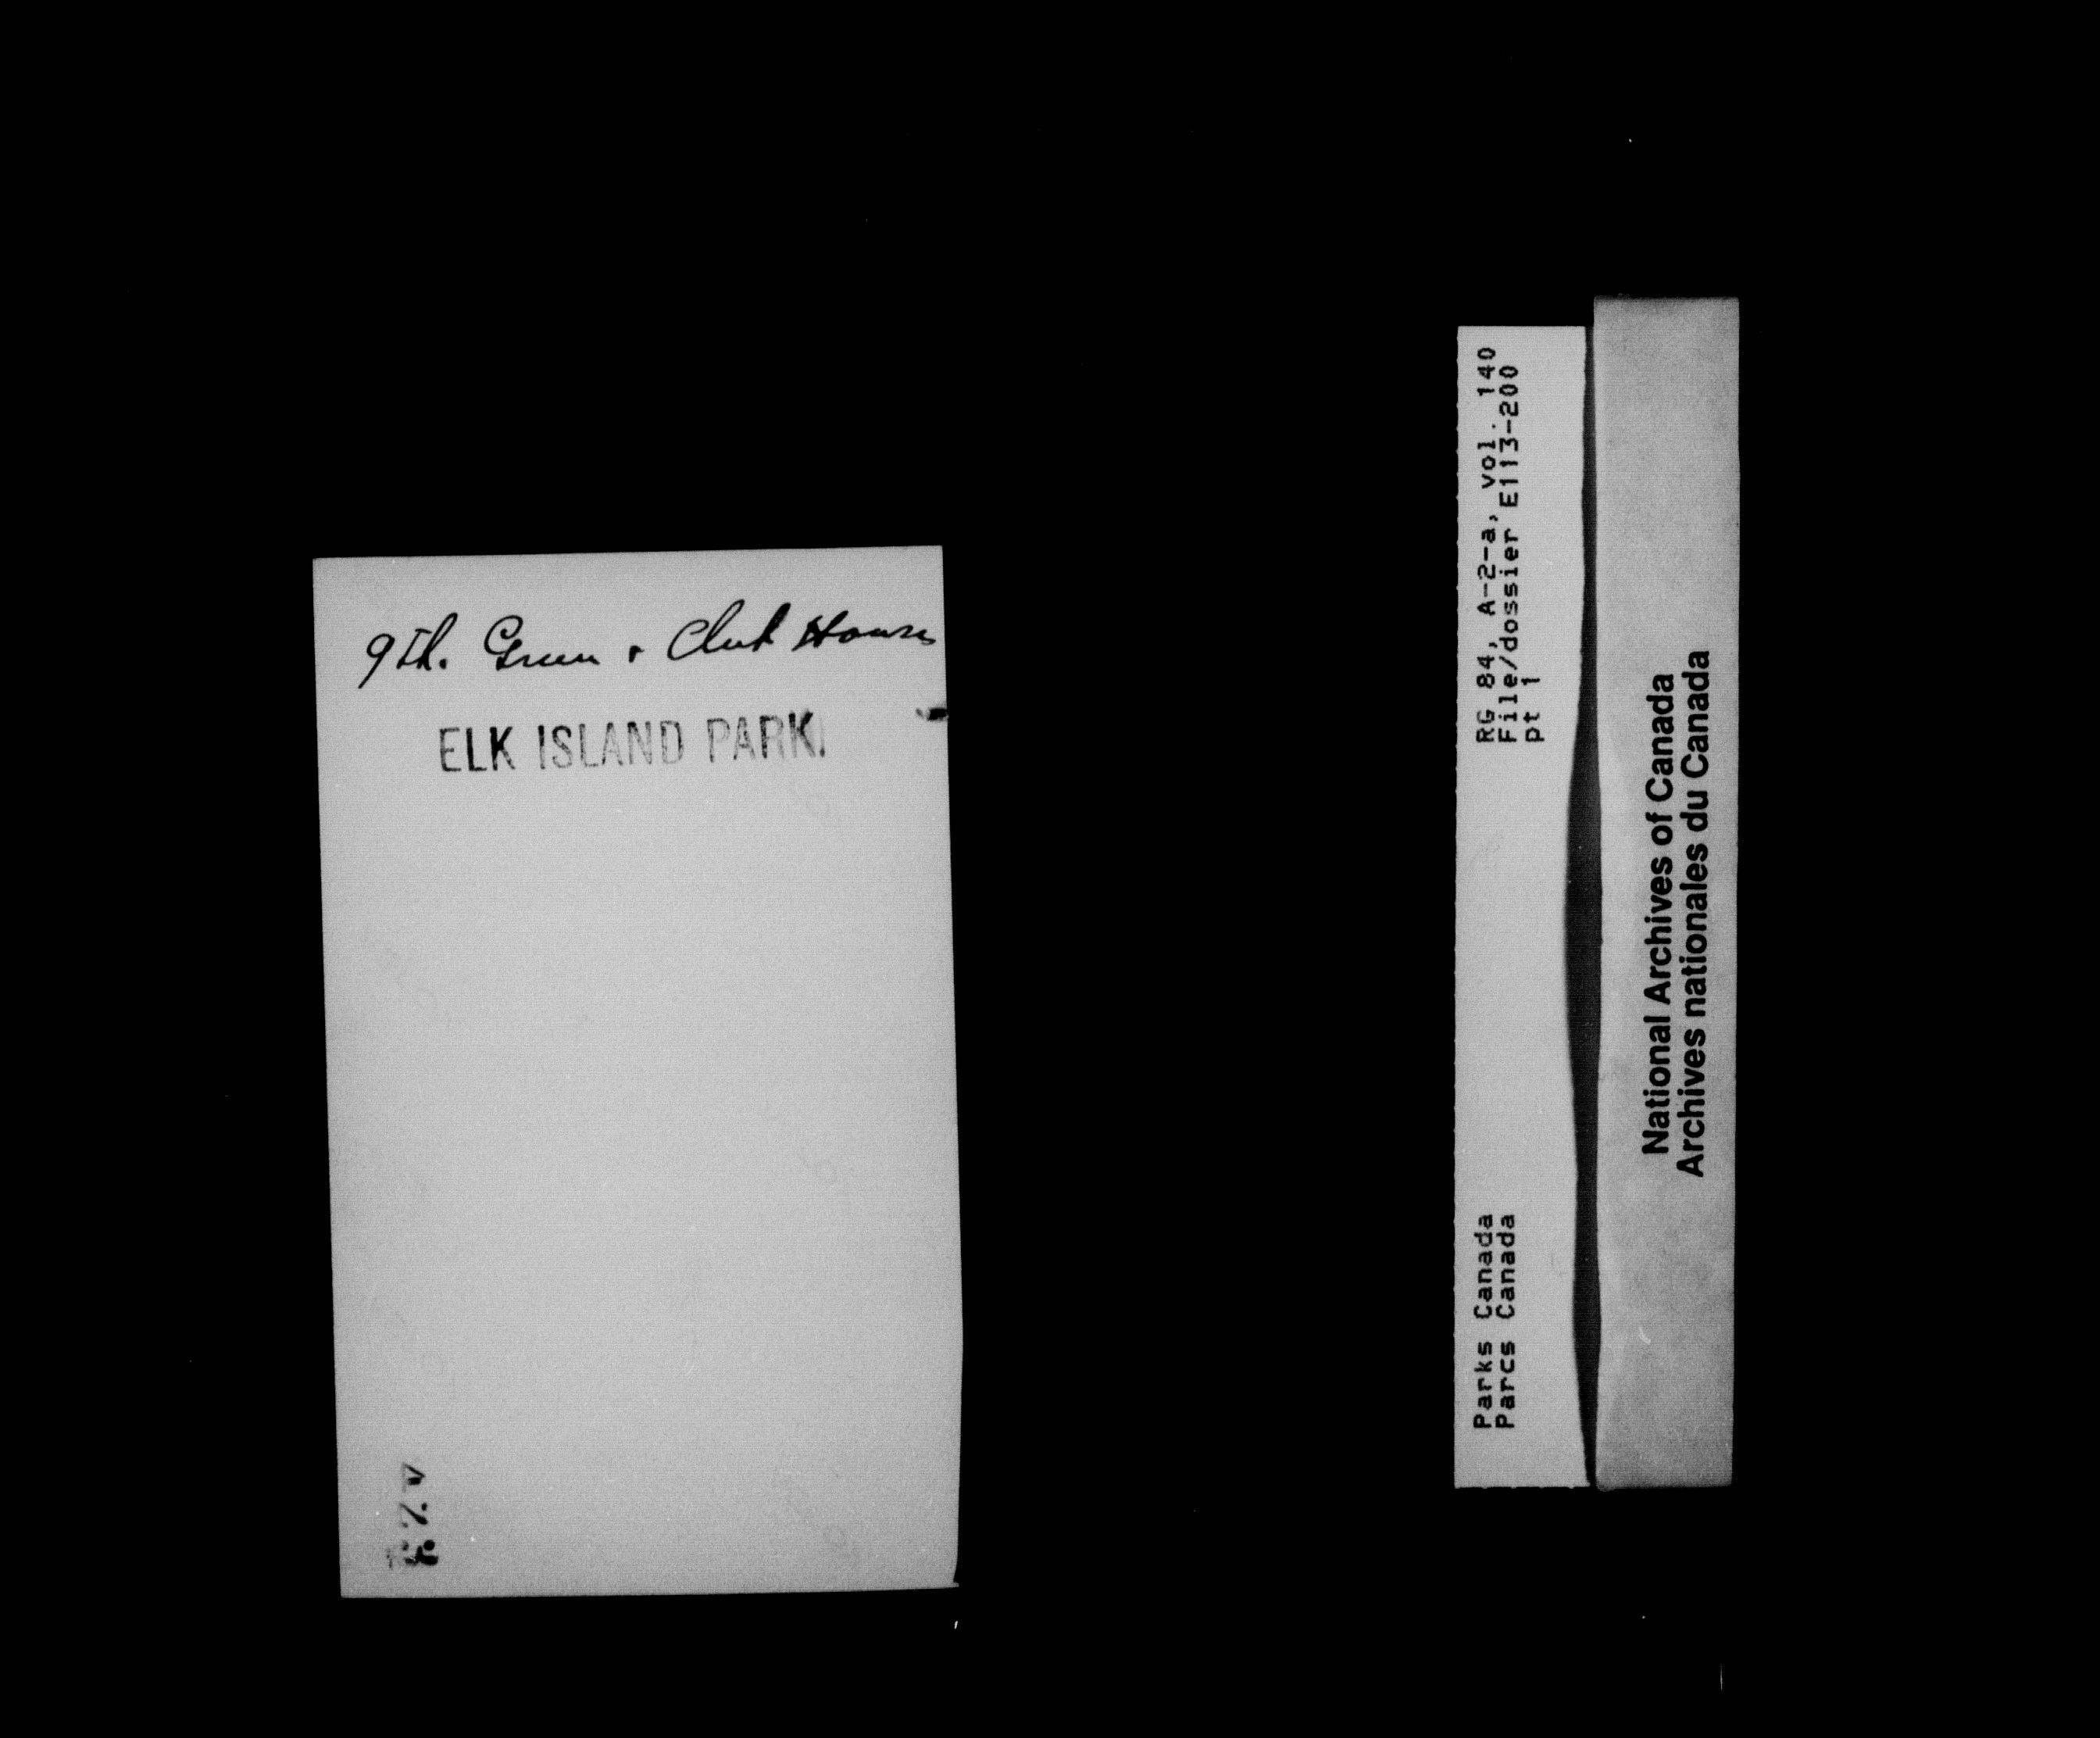 9th. Green & Club House
ELK ISLAND PARK.
RG 84, A-2-a, vol. 140
File/dossier E113-200
pt 1
Parks Canada
Parcs Canada
National Archives of Canada
Archives nationales du Canada